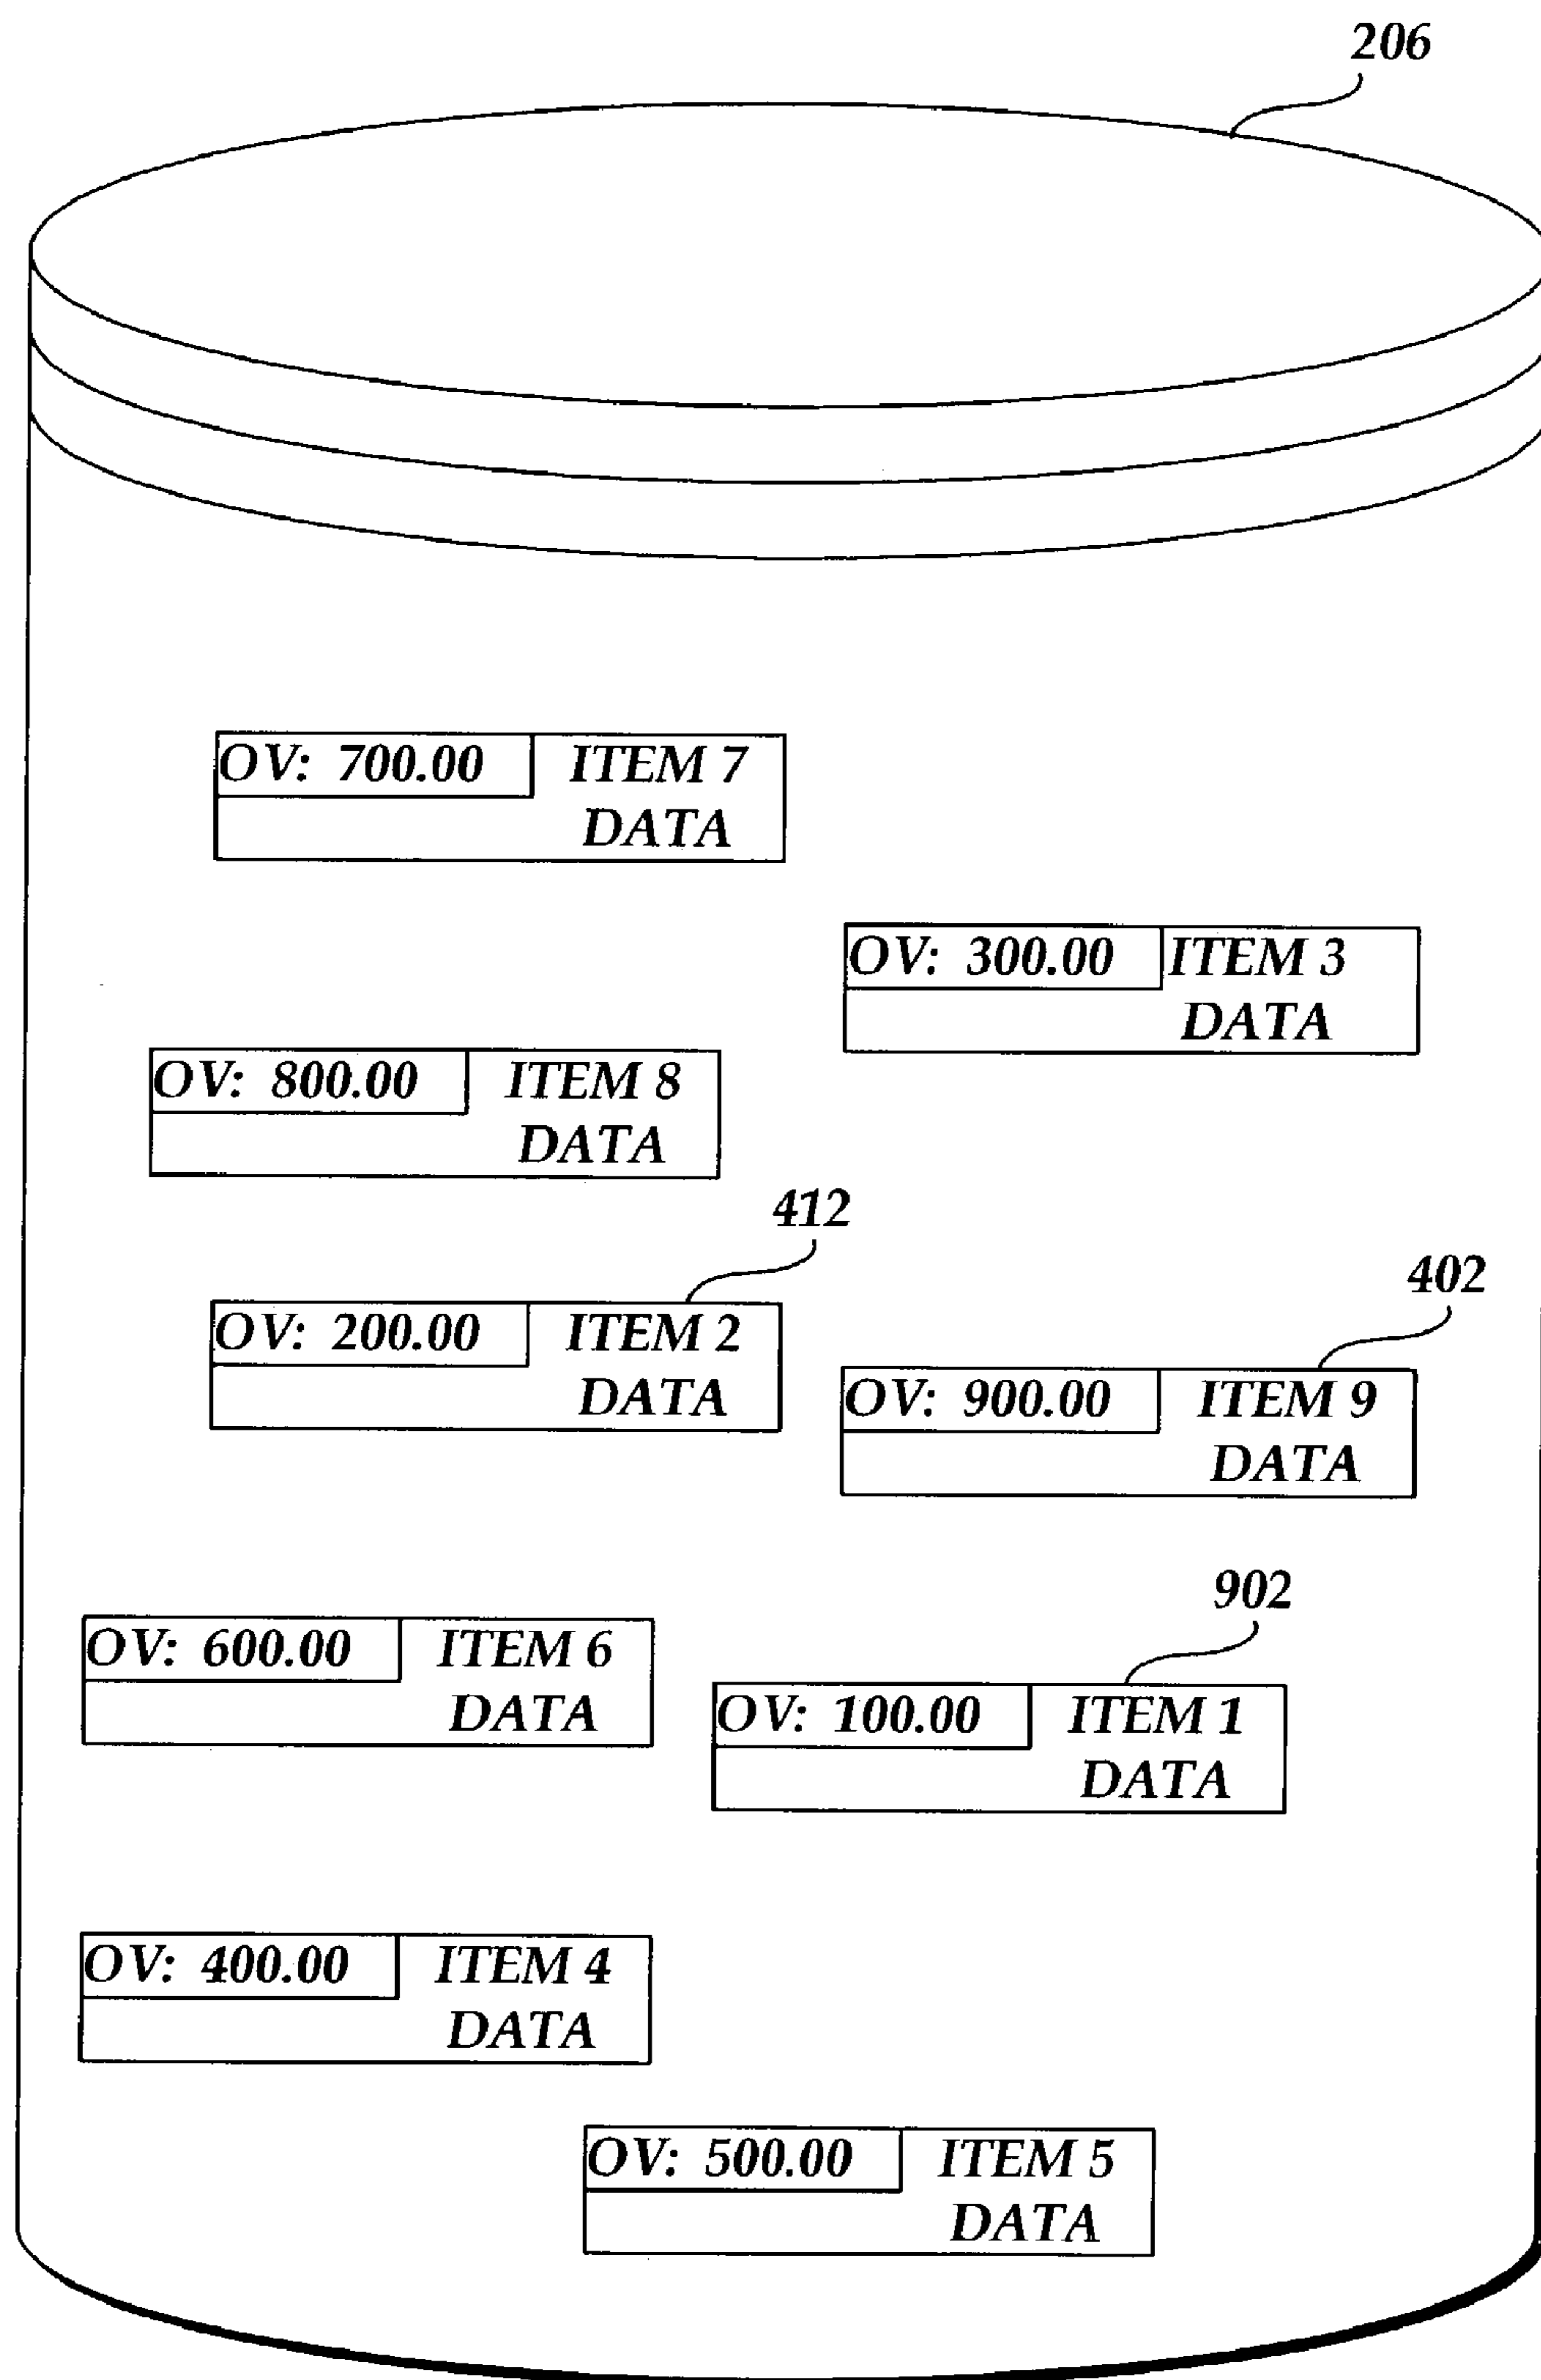 206
OV: 700.00 ITEM 7
DATA
OV: 300.00 ITEM 3
DATA
OV: 800.00 ITEM 8
DATA
412
OV: 200.00 ITEM 2
DATA
402
OV: 900.00 ITEM 9
DATA
OV: 600.00 ITEM 6
DATA
902
OV: 100.00 ITEM 1
DATA
OV: 400.00 ITEM 4
DATA
OV: 500.00 ITEM 5
DATA